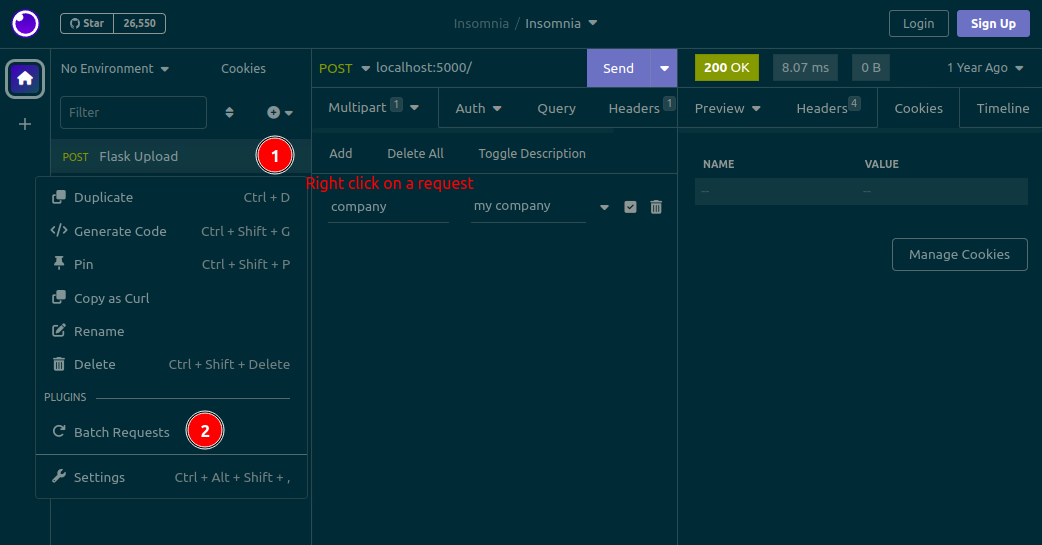 Star 26,550
Insomnia / Insomnia
Login
Sign Up
No Environment
Cookies
Filter
POST Flask Upload
1
Right click on a request
Duplicate Ctrl + D
Generate Code Ctrl + Shift + G
Pin Ctrl + Shift + P
Copy as Curl
Rename
Delete Ctrl + Shift + Delete
PLUGINS
Batch Requests
2
Settings Ctrl + Alt + Shift + ,
POST localhost:5000/
Send
Multipart 1
Auth
Query
Headers 1
Add
Delete All
Toggle Description
company
my company
200 OK
8.07 ms
0 B
1 Year Ago
Preview
Headers 4
Cookies
Timeline
NAME
VALUE
--
--
Manage Cookies